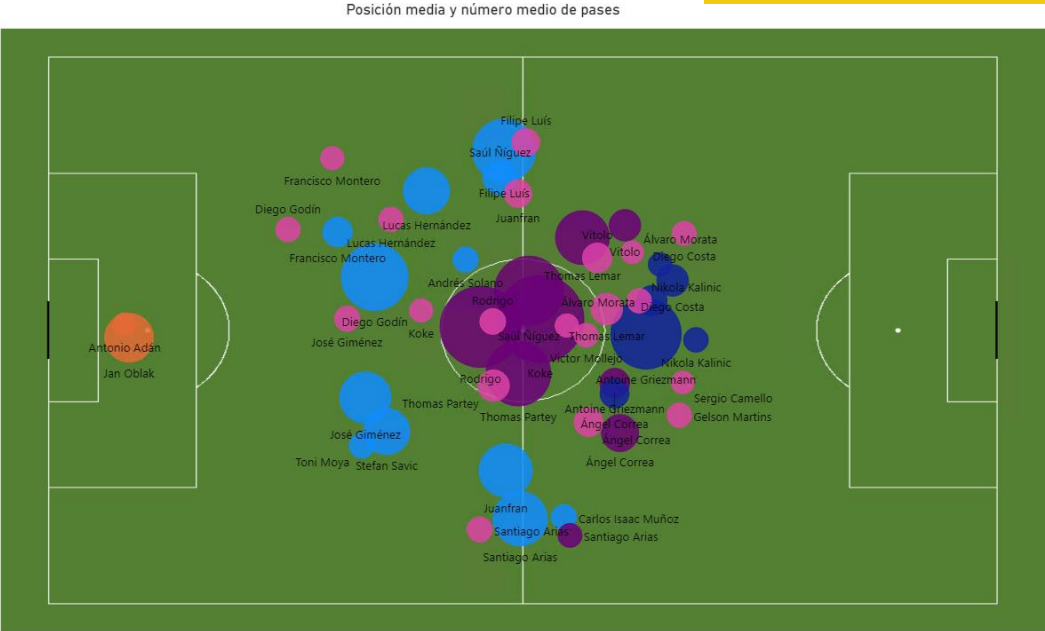 Posición media y número medio de pases
Filipe Luís
Saúl Ñíguez
Francisco Montero
Filipe Luís
Diego Godín
Juanfran
Lucas Hernández
Vitolo
Álvaro Morata
Lucas Hernández
Vitolo
Diego Costa
Francisco Montero
Andrés Solano
Thomas Lemar
Nikola Kalinic
Rodrigo
Álvaro Morata
Diego Costa
Diego Godín
Koke
Saúl Ñíguez
Thomas Lemar
José Giménez
Antonio Adán
Víctor Mollejo
Nikola Kalinic
Jan Oblak
Rodrigo
Koke
Antoine Griezmann
Thomas Partey
Sergio Camello
Thomas Partey
Antoine Griezmann
Gelson Martins
Ángel Correa
José Giménez
Ángel Correa
Toni Moya
Stefan Savic
Ángel Correa
Juanfran
Carlos Isaac Muñoz
Santiago Arias
Santiago Arias
Santiago Arias